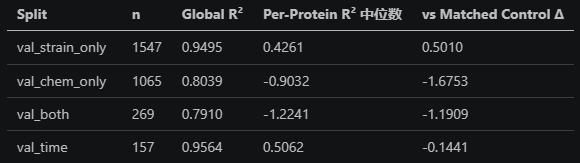 Split n Global R² Per-Protein R² 中位数 vs Matched Control Δ
val_strain_only 1547 0.9495 0.4261 0.5010
val_chem_only 1065 0.8039 -0.9032 -1.6753
val_both 269 0.7910 -1.2241 -1.1909
val_time 157 0.9564 0.5062 -0.1441